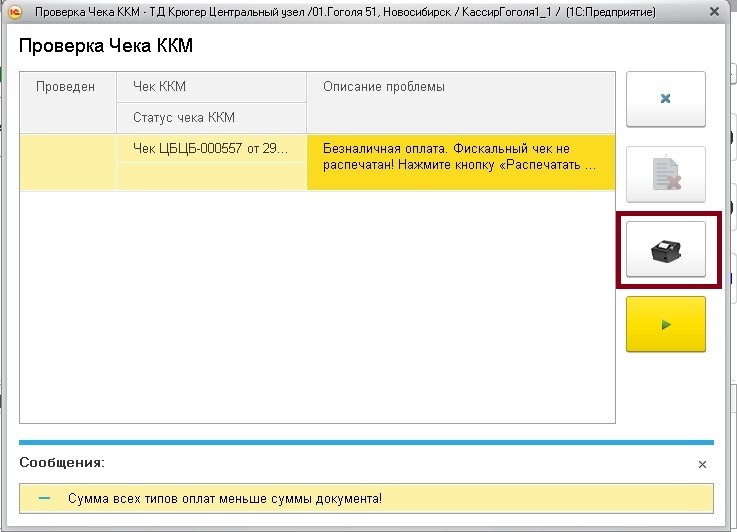 Проверка Чека ККМ - ТД Крюгер Центральный узел /01.Гоголя 51, Новосибирск / КассирГоголя1_1 / (1С:Предприятие)
Проверка Чека ККМ
Проведен
Чек ККМ
Описание проблемы
Статус чека ККМ
Чек ЦБЦБ-000557 от 29...
Безналичная оплата. Фискальный чек не
распечатан! Нажмите кнопку «Распечатать ...
Сообщения:
Сумма всех типов оплат меньше суммы документа!